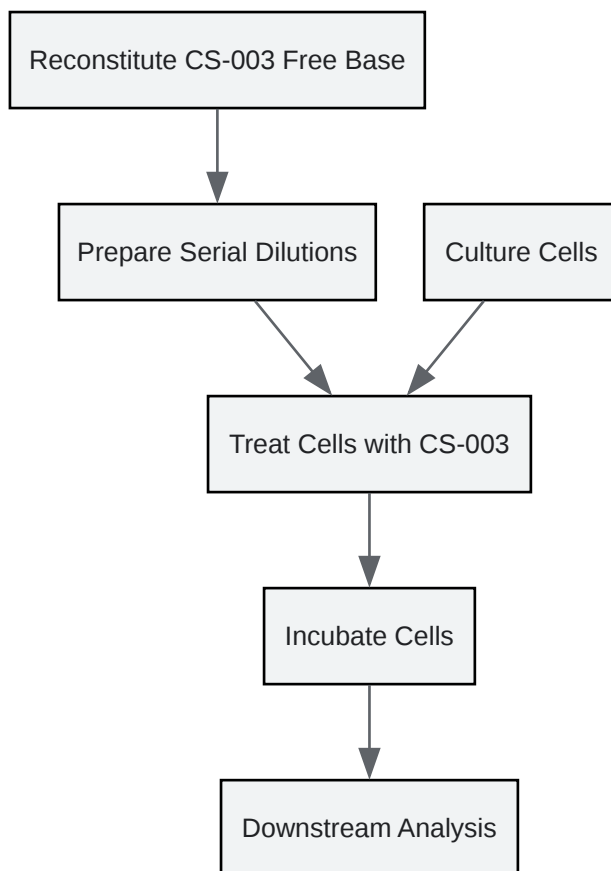 Reconstitute CS-003 Free Base
Prepare Serial Dilutions
Culture Cells
Treat Cells with CS-003
Incubate Cells
Downstream Analysis